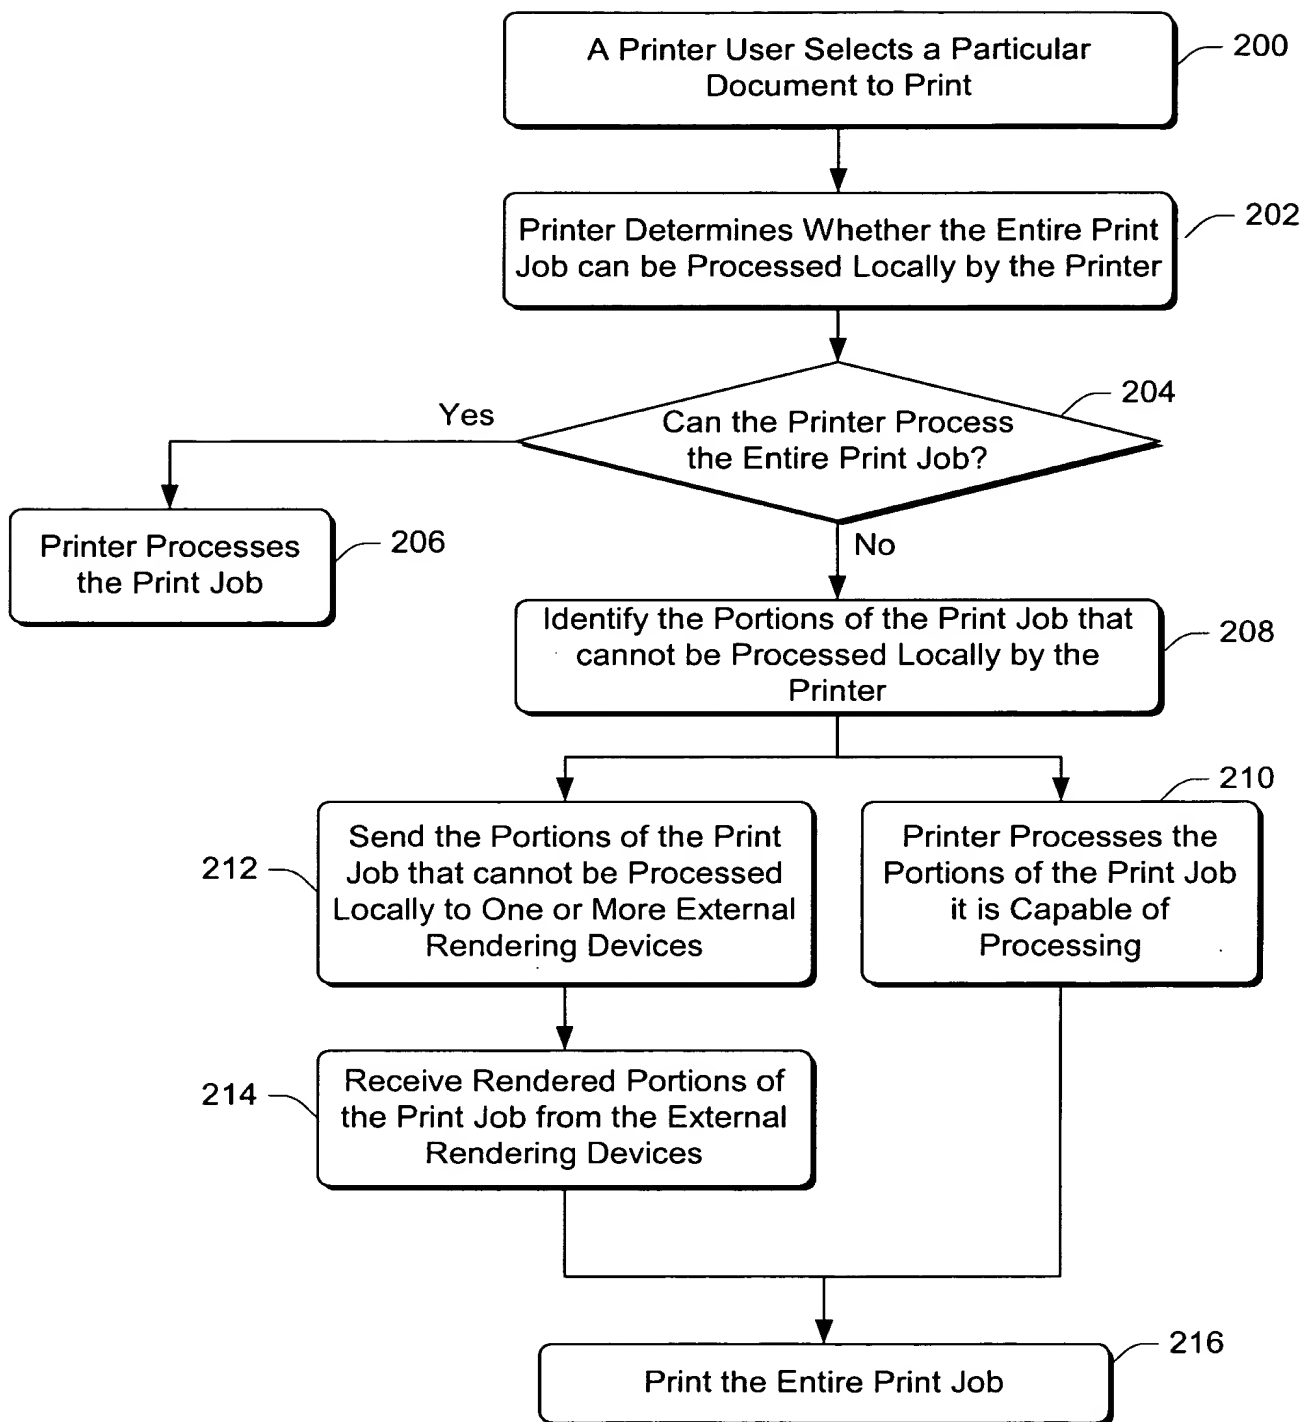 A Printer User Selects a Particular
Document to Print
200
Printer Determines Whether the Entire Print
Job can be Processed Locally by the Printer
202
204
Can the Printer Process
the Entire Print Job?
Yes
No
Printer Processes
the Print Job
206
Identify the Portions of the Print Job that
cannot be Processed Locally by the
Printer
208
212
Send the Portions of the Print
Job that cannot be Processed
Locally to One or More External
Rendering Devices
210
Printer Processes the
Portions of the Print Job
it is Capable of
Processing
214
Receive Rendered Portions of
the Print Job from the External
Rendering Devices
216
Print the Entire Print Job